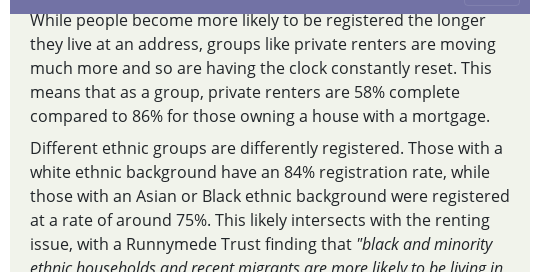 While people become more likely to be registered the longer
they live at an address, groups like private renters are moving
much more and so are having the clock constantly reset. This
means that as a group, private renters are 58% complete
compared to 86% for those owning a house with a mortgage.
Different ethnic groups are differently registered. Those with a
white ethnic background have an 84% registration rate, while
those with an Asian or Black ethnic background were registered
at a rate of around 75%. This likely intersects with the renting
issue, with a Runnymede Trust finding that "black and minority
ethnic households and recent migrants are more likely to be living in